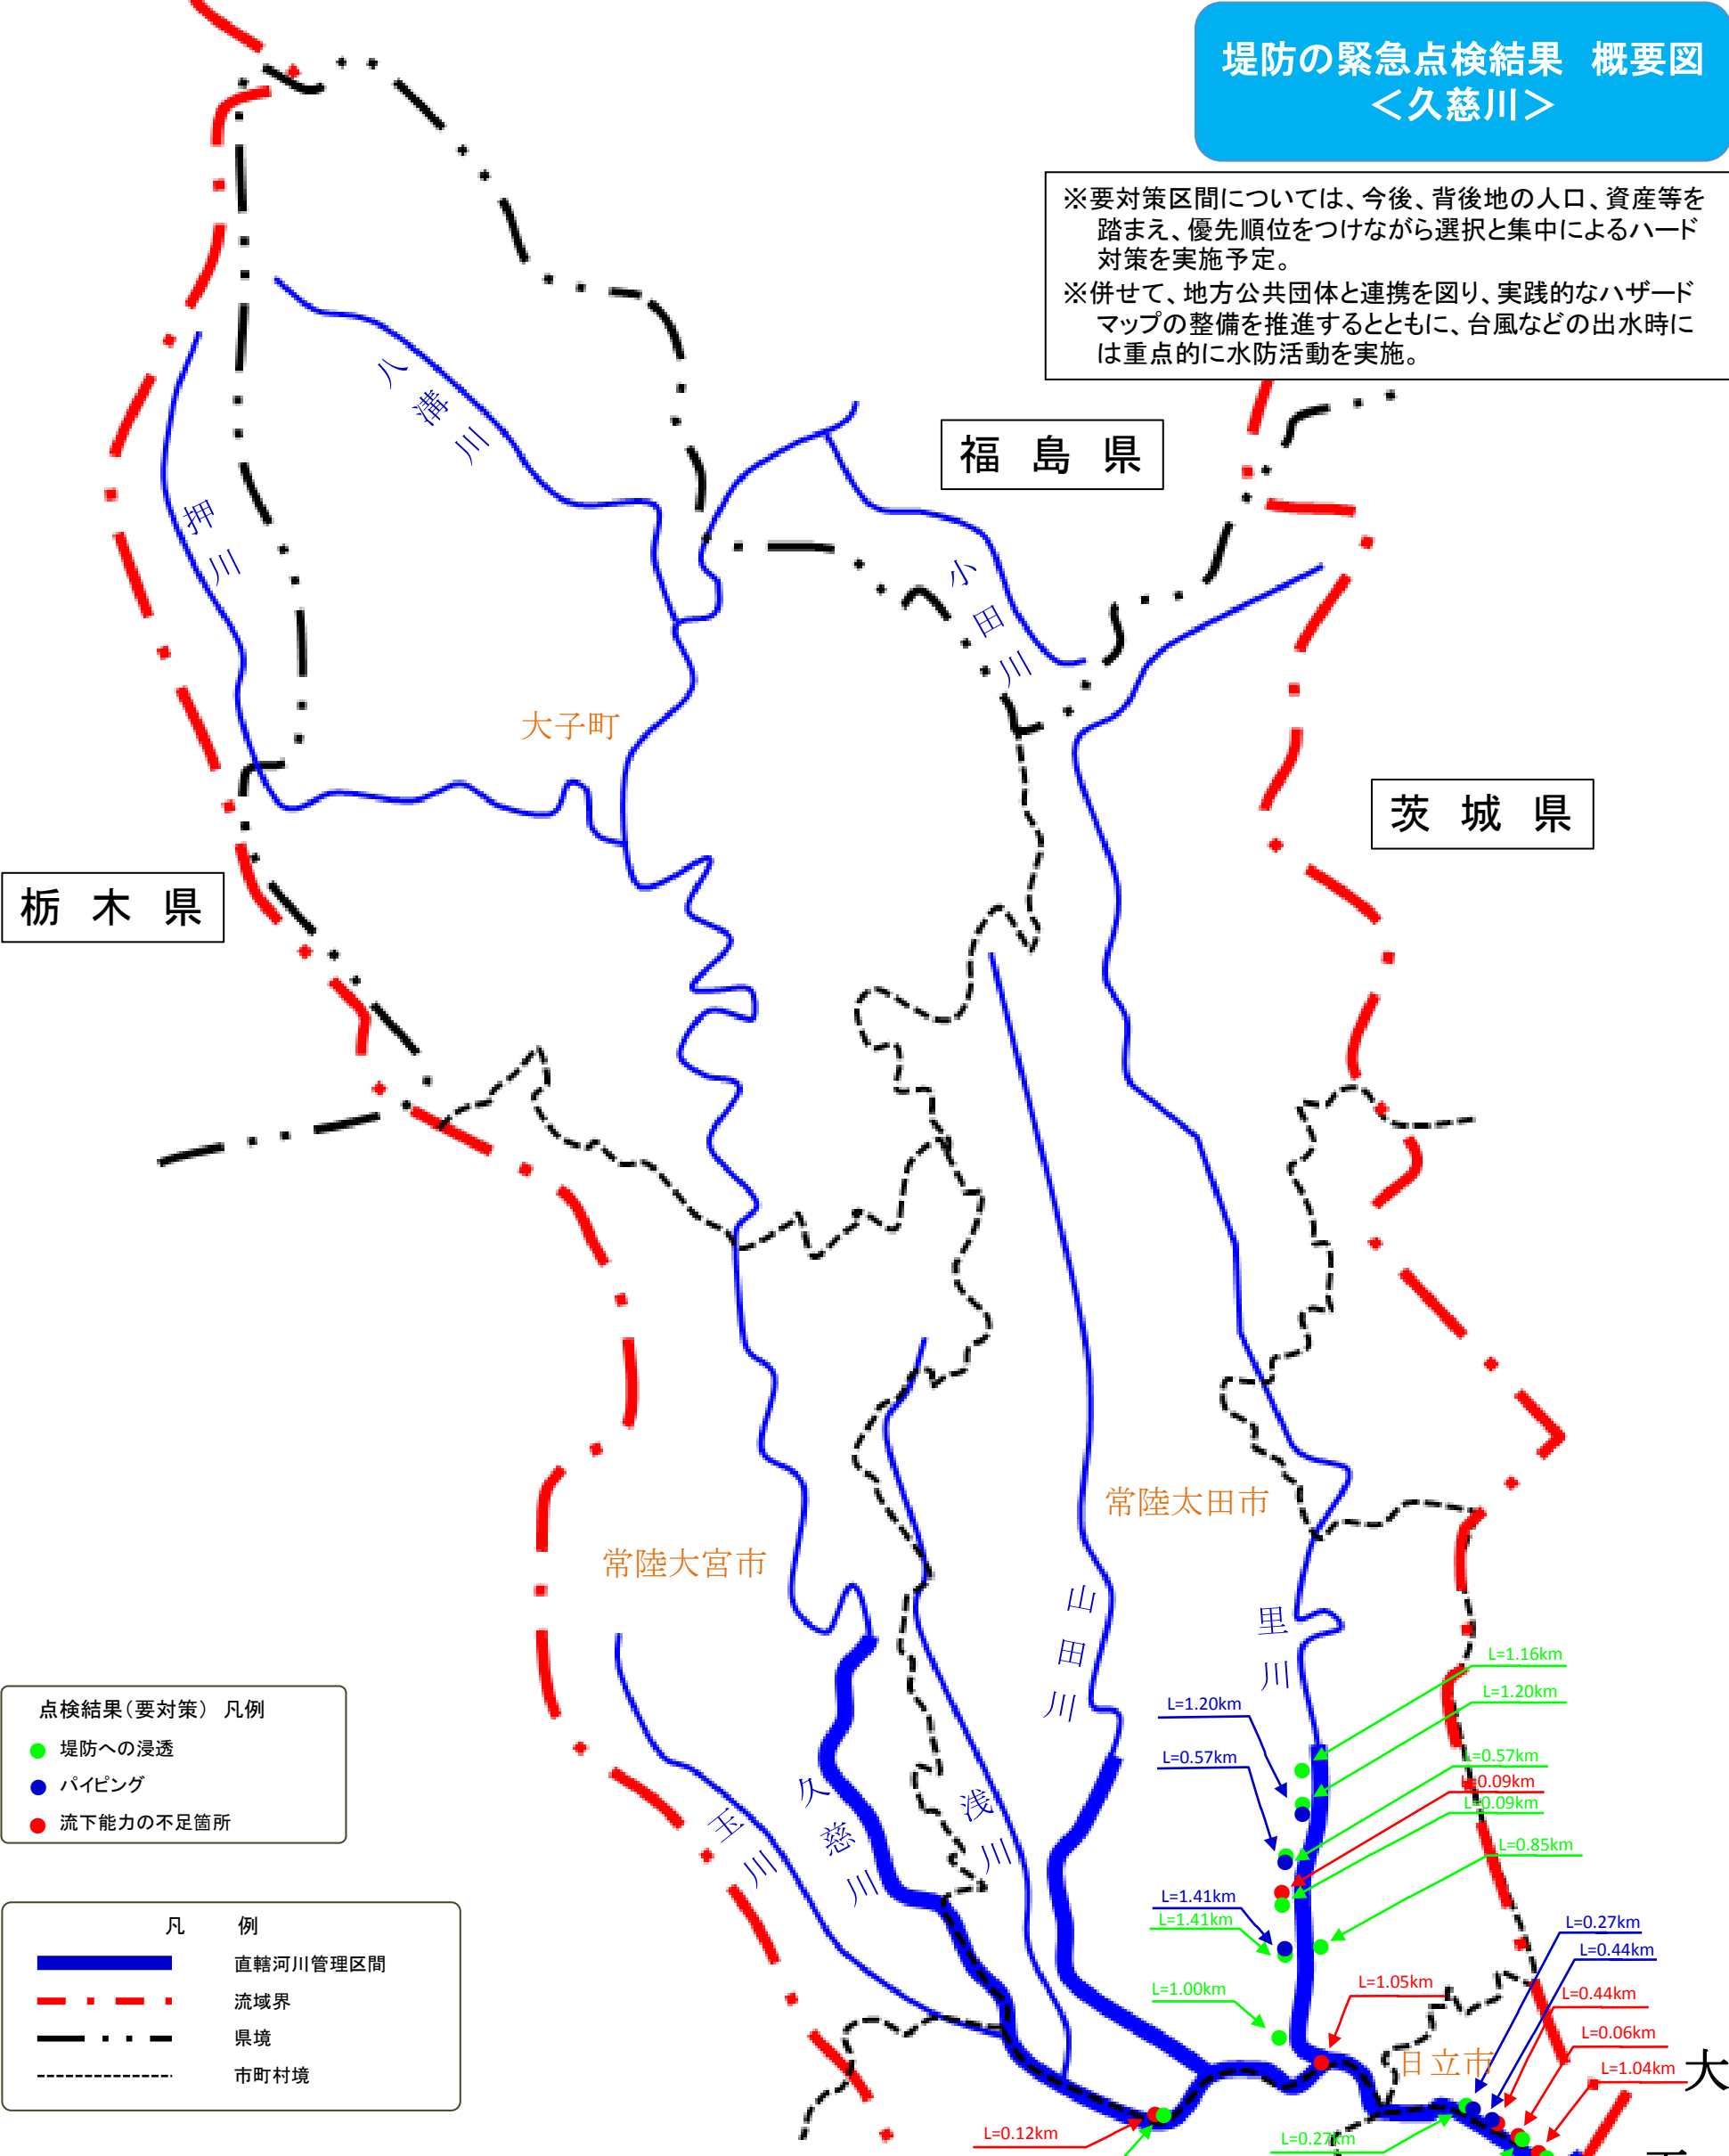 堤防の緊急点検結果　概要図
＜久慈川＞
※要対策区間については、今後、背後地の人口、資産等を
踏まえ、優先順位をつけながら選択と集中によるハード
対策を実施予定。
※併せて、地方公共団体と連携を図り、実践的なハザード
マップの整備を推進するとともに、台風などの出水時に
は重点的に水防活動を実施。
八溝川
福 島 県
押川
小田川
大子町
茨 城 県
栃 木 県
常陸太田市
常陸大宮市
山田川
里川
L=1.16km
L=1.20km
L=1.20km
L=0.57km
L=0.57km
L=0.09km
L=0.09km
L=0.85km
L=1.41km
L=1.41km
L=1.00km
L=1.05km
L=0.27km
L=0.44km
L=0.44km
L=0.06km
L=1.04km
L=0.12km
L=0.27km
久慈川
浅川
玉川
日立市
大
点検結果（要対策） 凡例
堤防への浸透
パイピング
流下能力の不足箇所
凡 例
直轄河川管理区間
流域界
県境
市町村境